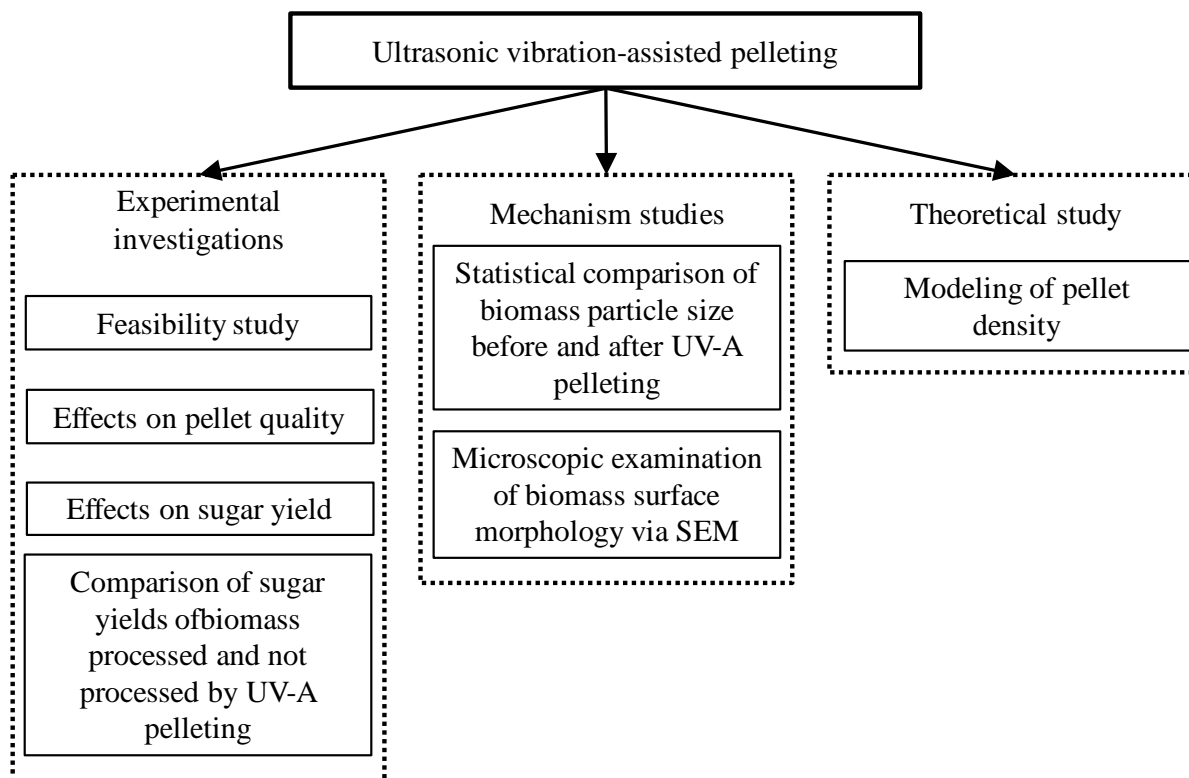 Ultrasonic vibration-assisted pelleting
Experimental
investigations
Feasibility study
Effects on pellet quality
Effects on sugar yield
Comparison of sugar
yields ofbiomass
processed and not
processed by UV-A
pelleting
Mechanism studies
Statistical comparison of
biomass particle size
before and after UV-A
pelleting
Microscopic examination
of biomass surface
morphology via SEM
Theoretical study
Modeling of pellet
density